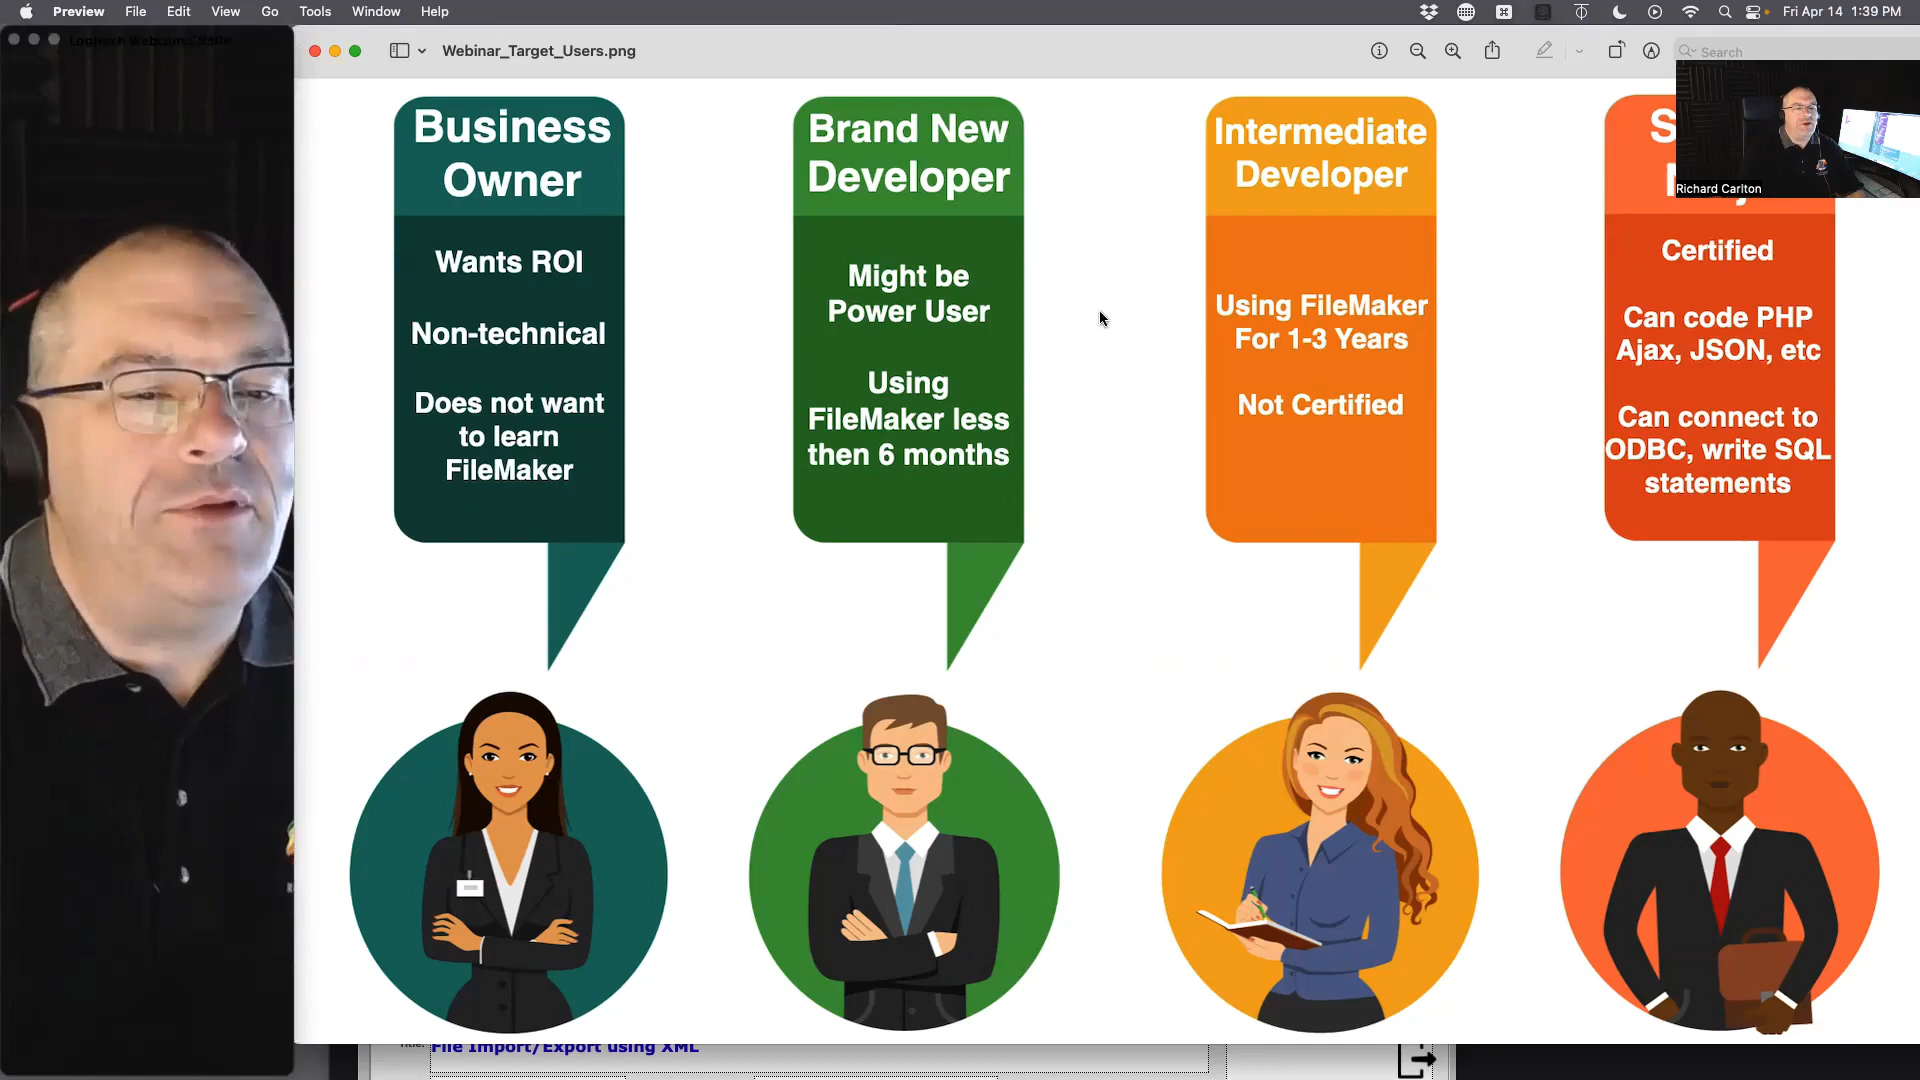 Preview File Edit View Go Tools Window Help
Fri Apr 14 1:39 PM
Webinar_Target_Users.png
Search
Richard Carlton
Business
Owner
Wants ROI
Non-technical
Does not want
to learn
FileMaker
Brand New
Developer
Might be
Power User
Using
FileMaker less
then 6 months
Intermediate
Developer
Using FileMaker
For 1-3 Years
Not Certified
Certified
Can code PHP
Ajax, JSON, etc
Can connect to
ODBC, write SQL
statements
File Import/Export using XML